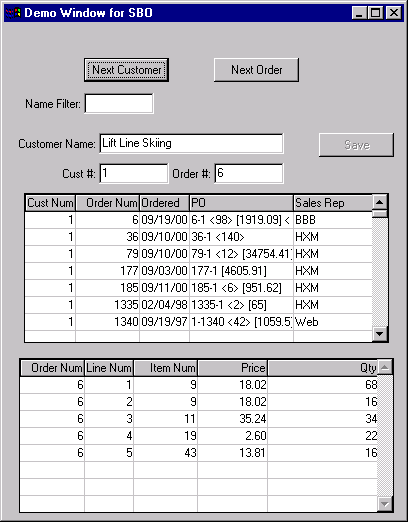 Demo Window for SBO
Next Customer Next Order
Name Filter:
Customer Name: Lift Line Skiing Save
Cust #: 1 Order #: 6
Cust Num Order Num Ordered PO Sales Rep
1 6 09/19/00 6-1 <98> [1919.09] < BBB
1 36 09/10/00 36-1 <140> HXM
1 79 09/10/00 79-1 <12> [34754.41] HXM
1 177 09/03/00 177-1 [4605.91] HXM
1 185 09/11/00 185-1 <6> [951.62] HXM
1 1335 02/04/98 1335-1 <2> [65] HXM
1 1340 09/19/97 1-1340 <42> [1059.5 Web
Order Num Line Num Item Num Price Qty
6 1 9 18.02 68
6 2 9 18.02 16
6 3 11 35.24 34
6 4 19 2.60 22
6 5 43 13.81 16